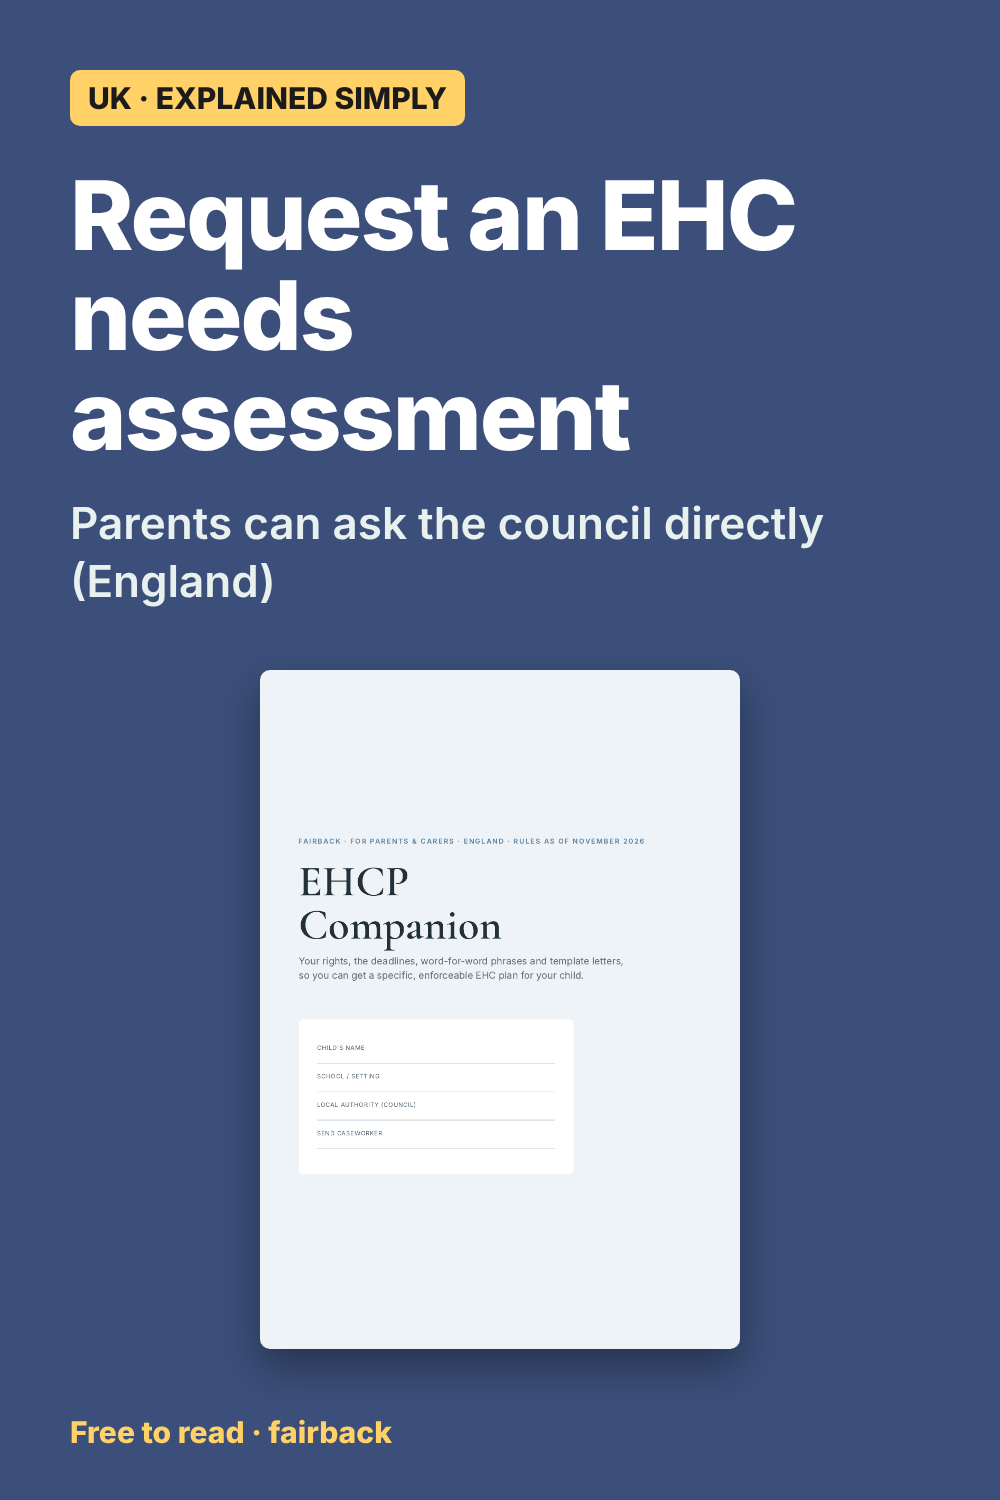 UK · EXPLAINED SIMPLY
Request an EHC
needs
assessment
Parents can ask the council directly
(England)
FAIRBACK · FOR PARENTS & CARERS · ENGLAND · RULES AS OF NOVEMBER 2026
EHCP
Companion
Your rights, the deadlines, word-for-word phrases and template letters,
so you can get a specific, enforceable EHC plan for your child.
CHILD'S NAME
SCHOOL / SETTING
LOCAL AUTHORITY (COUNCIL)
SEND CASEWORKER
Free to read · fairback